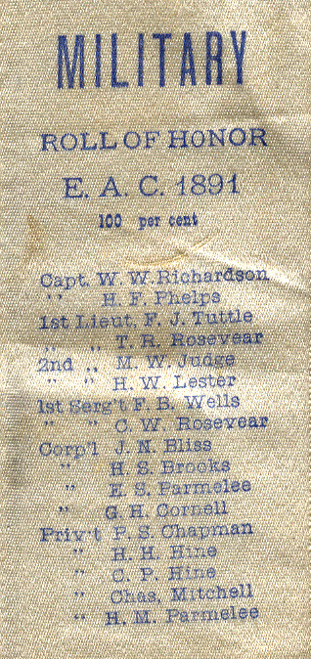 MILITARY
ROLL OF HONOR
E. A. C. 1891
100 per cent
Capt. W. W. Richardson
" H. F. Phelps
1st Lieut, F. J. Tuttle
" " T. R. Rosevear
2nd " M. W. Judge
" " H. W. Lester
1st Serg't F. B. Wells
" " C. W. Rosevear
Corp'l J. N. Bliss
" H. S. Brooks
" E. S. Parmelee
" G. H. Cornell
Priv't P. S. Chapman
" H. H. Hine
" C. P. Hine
" Chas, Mitchell
" H. M. Parmelee